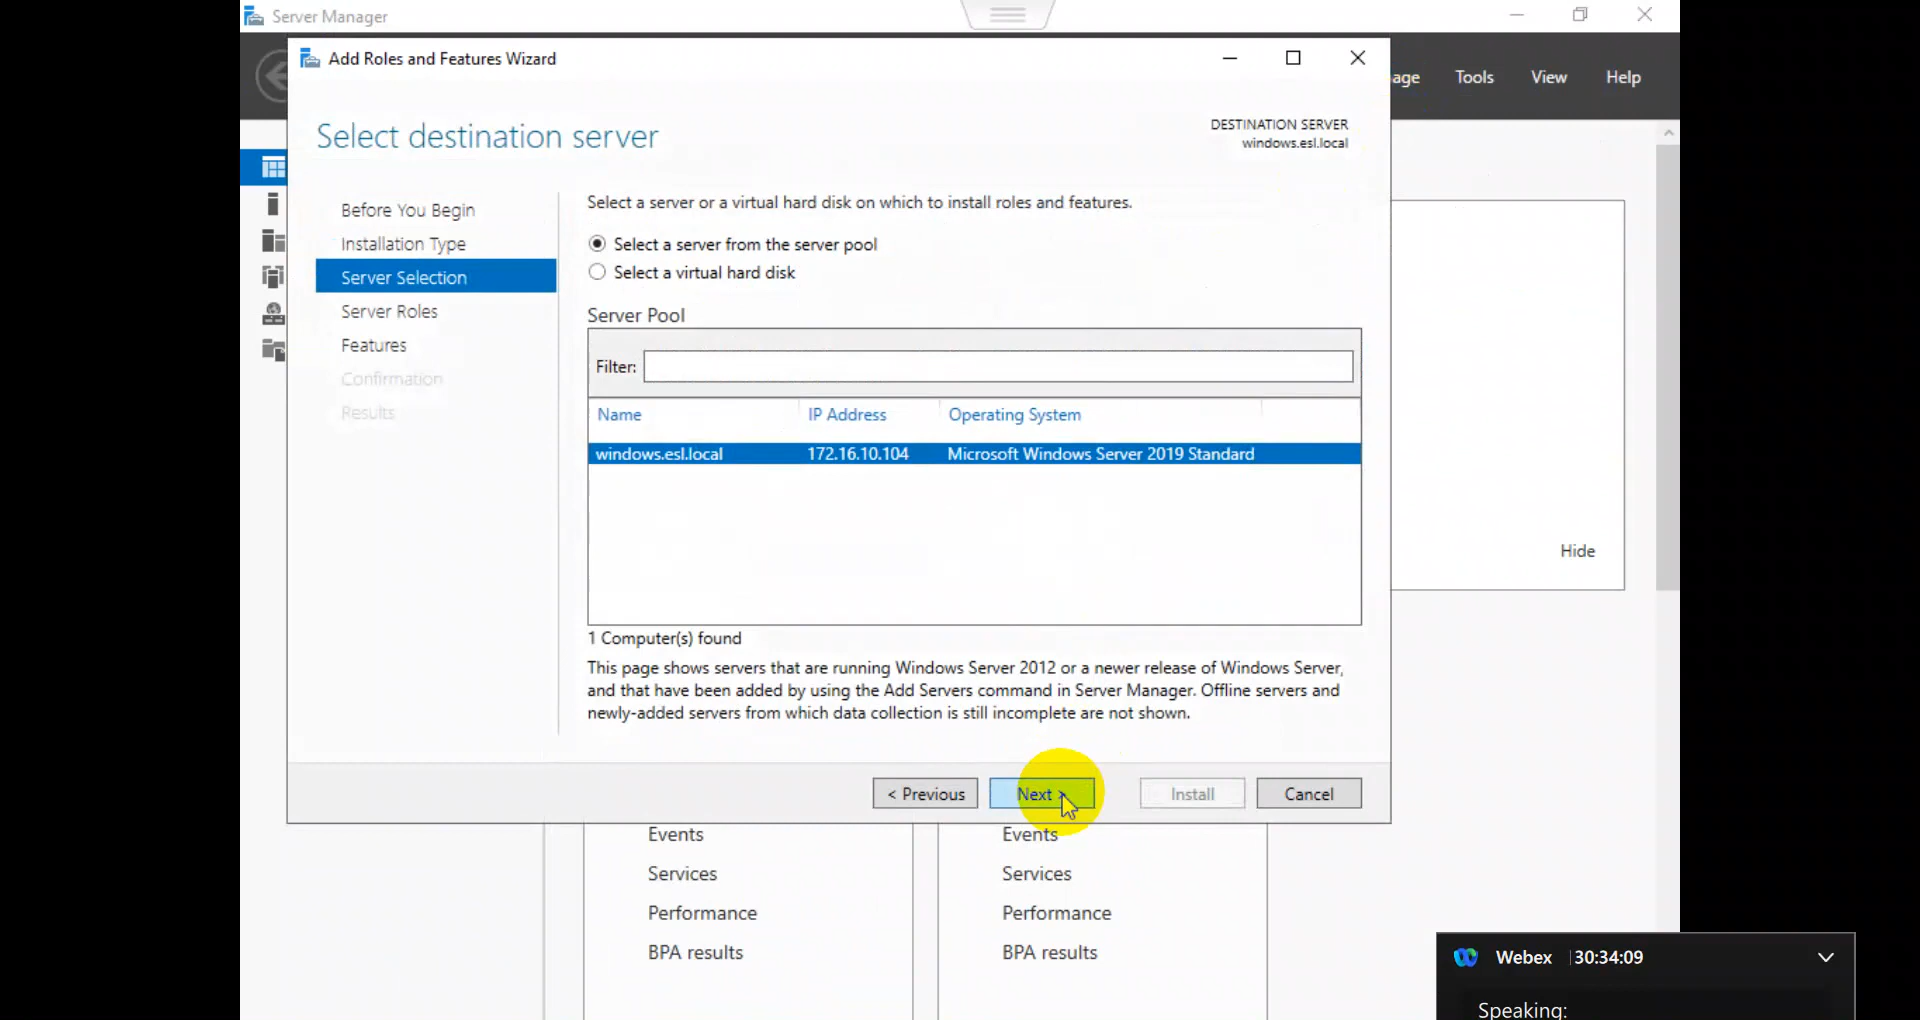 Server Manager
Add Roles and Features Wizard
Tools
View
Help
Select destination server
DESTINATION SERVER
windows.esl.local
Before You Begin
Installation Type
Server Selection
Server Roles
Features
Confirmation
Results
Select a server or a virtual hard disk on which to install roles and features.
Select a server from the server pool
Select a virtual hard disk
Server Pool
Filter:
Name IP Address Operating System
windows.esl.local 172.16.10.104 Microsoft Windows Server 2019 Standard
1 Computer(s) found
This page shows servers that are running Windows Server 2012 or a newer release of Windows Server,
and that have been added by using the Add Servers command in Server Manager. Offline servers and
newly-added servers from which data collection is still incomplete are not shown.
< Previous
Next >
Install
Cancel
Hide
Events
Services
Performance
BPA results
Events
Services
Performance
BPA results
Webex 30:34:09
Speaking: